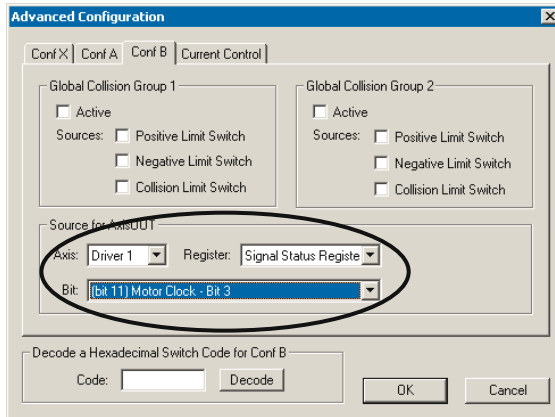 Advanced Configuration
Conf X Conf A Conf B Current Control
Global Collision Group 1
Active
Sources: Positive Limit Switch
Negative Limit Switch
Collision Limit Switch
Global Collision Group 2
Active
Sources: Positive Limit Switch
Negative Limit Switch
Collision Limit Switch
Source for AxisOUT
Axis: Driver 1 Register: Signal Status Registe
Bit: (bit 11) Motor Clock - Bit 3
Decode a Hexadecimal Switch Code for Conf B
Code: Decode
OK Cancel